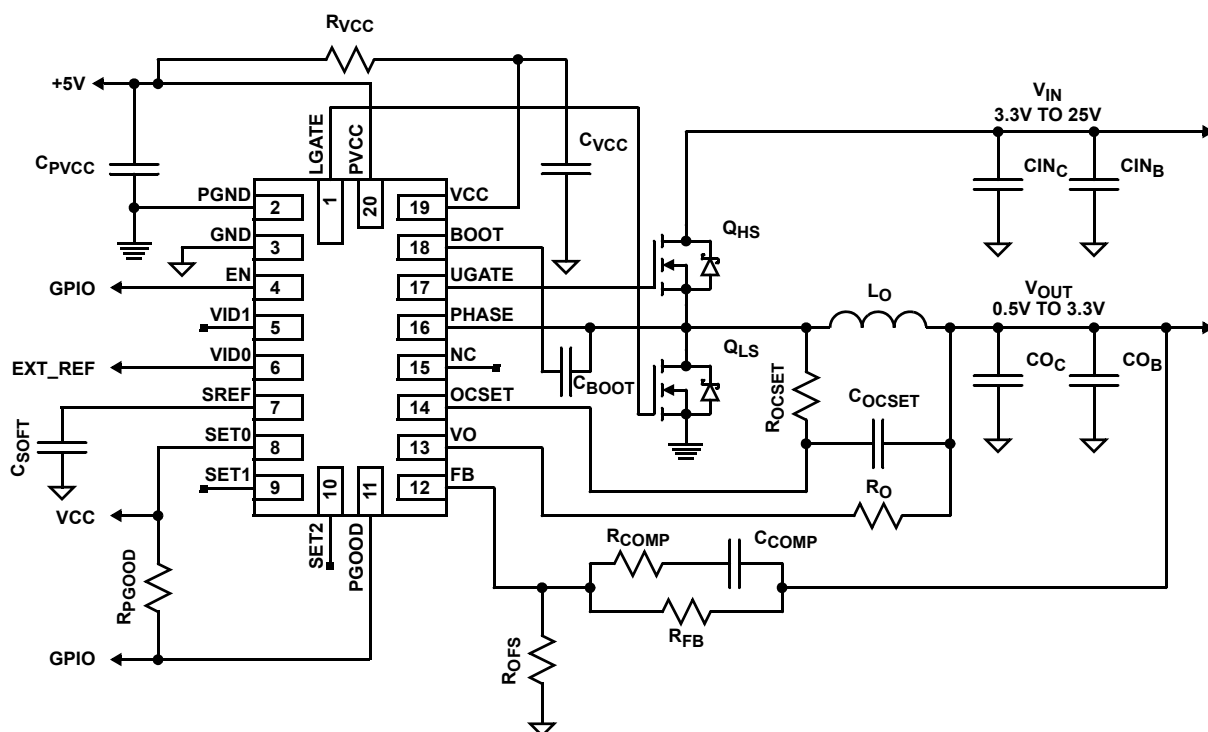 RVCC
+5V
LGATE
PVCC
CVCC
VIN
3.3V TO 25V
CPVCC
CINC
CINB
PGND
2
1
20
19
VCC
GND
3
18
BOOT
QHS
EN
4
17
UGATE
GPIO
LO
VOUT
0.5V TO 3.3V
VID1
5
16
PHASE
QLS
VID0
6
15
NC
EXT_REF
CBOOT
COC
COB
SREF
7
14
OCSET
ROCSET
COCSET
CSOFT
SET0
8
13
VO
SET1
9
10
11
12
FB
RO
VCC
SET2
PGOOD
RCOMP
CCOMP
RPGOOD
RFB
GPIO
ROFS